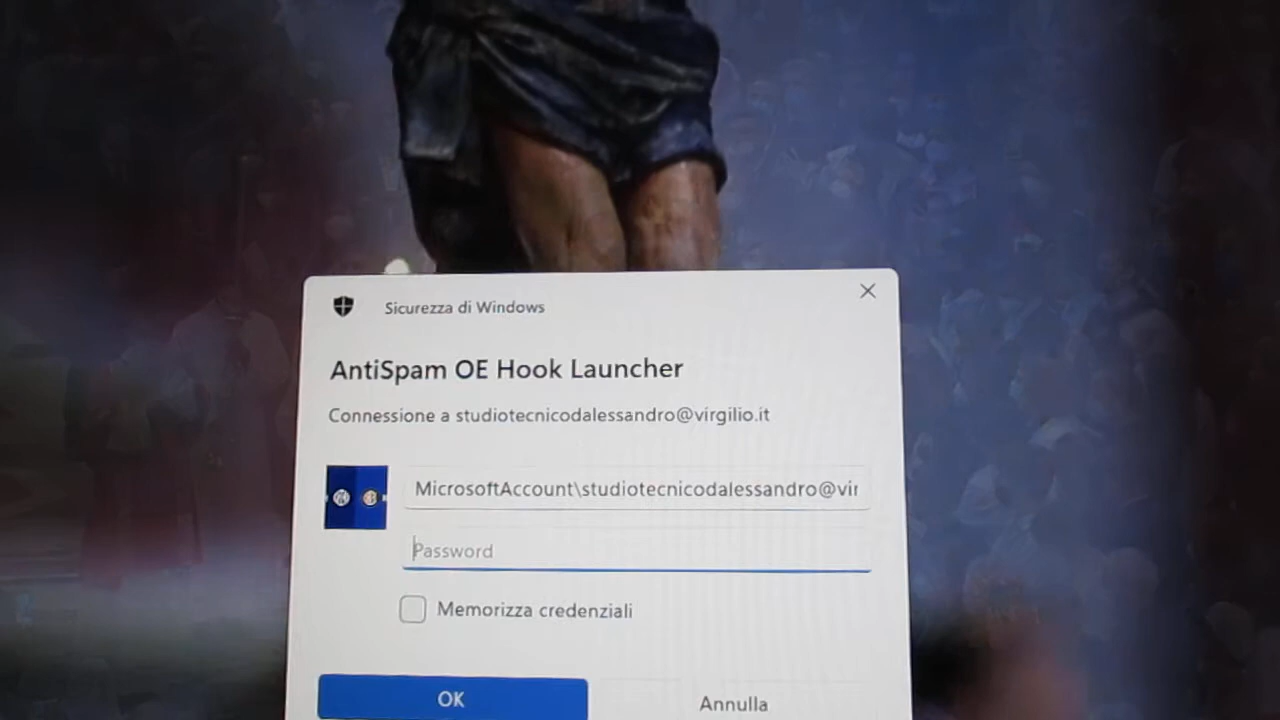 Sicurezza di Windows
AntiSpam OE Hook Launcher
Connessione a studiotecnicodalessandro@virgilio.it
MicrosoftAccount\studiotecnicodalessandro@vir
Password
Memorizza credenziali
OK
Annulla